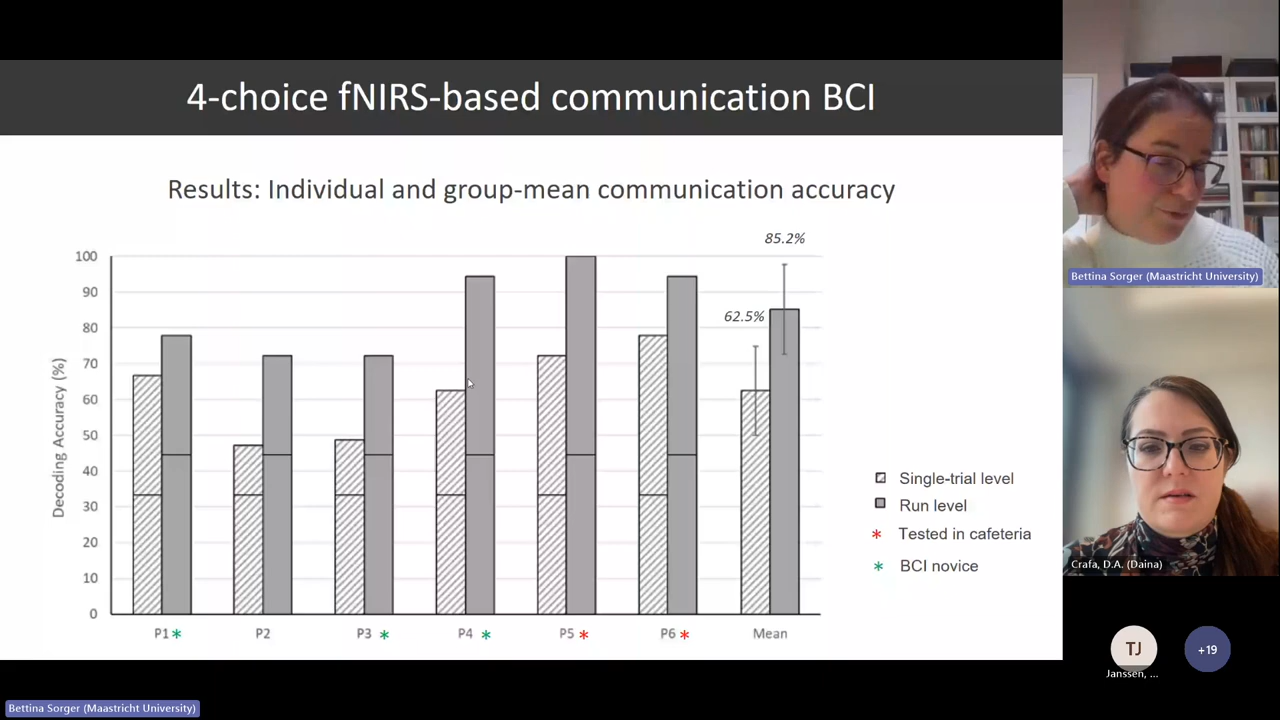 4-choice fNIRS-based communication BCI
Results: Individual and group-mean communication accuracy
85.2%
62.5%
100
90
80
70
60
50
40
30
20
10
0
Decoding Accuracy (%)
P1*
P2
P3 *
P4 *
P5 *
P6 *
Mean
Single-trial level
Run level
* Tested in cafeteria
* BCI novice
Bettina Sorger (Maastricht University)
Crafa, D.A. (Daina)
TJ
+19
Janssen, ...
Bettina Sorger (Maastricht University)